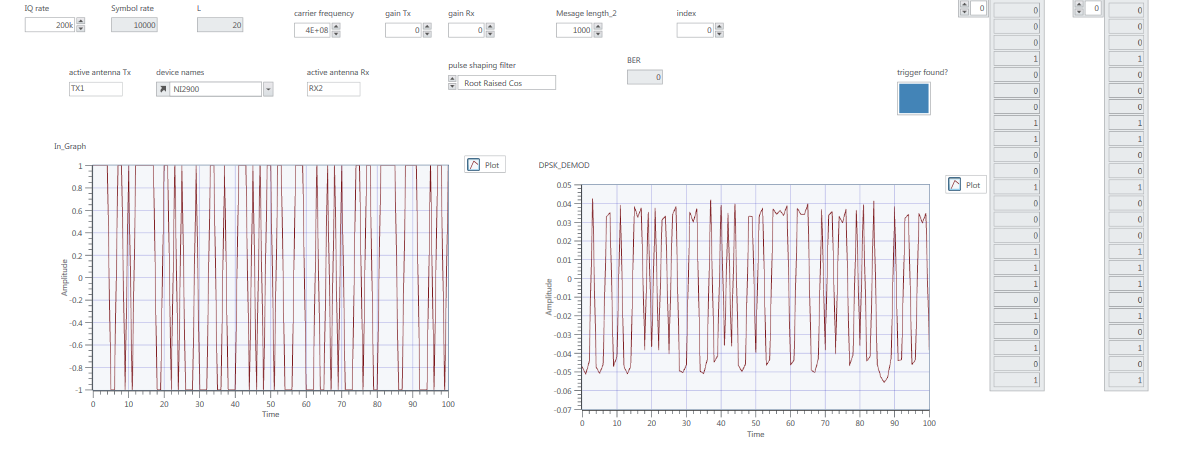 IQ rate
200k
Symbol rate
10000
L
20
carrier frequency
4E+08
gain Tx
0
gain Rx
0
Mesage length_2
1000
index
0
active antenna Tx
TX1
device names
NI2900
active antenna Rx
RX2
pulse shaping filter
Root Raised Cos
BER
0
trigger found?
In_Graph
Plot
1
0.8
0.6
0.4
0.2
0
-0.2
-0.4
-0.6
-0.8
-1
Amplitude
0 10 20 30 40 50 60 70 80 90 100
Time
DPSK_DEMOD
Plot
0.05
0.04
0.03
0.02
0.01
0
-0.01
-0.02
-0.03
-0.04
-0.05
-0.06
-0.07
Amplitude
0 10 20 30 40 50 60 70 80 90 100
Time
0
0
0
0
1
0
0
0
1
1
0
0
1
0
0
0
1
1
1
0
1
0
1
0
1
0
0
0
0
1
0
0
0
1
1
0
0
1
0
0
0
1
1
1
0
1
0
1
0
1